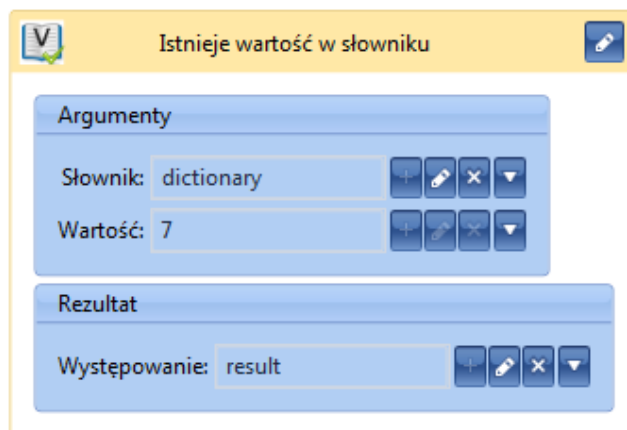 V
Istnieje wartość w słowniku
Argumenty
Słownik: dictionary
Wartość: 7
Rezultat
Występowanie: result